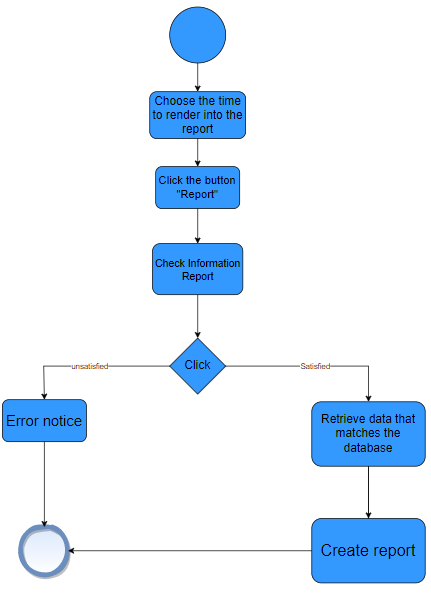 Choose the time
to render into the
report
Click the button
"Report"
Check Information
Report
Click
unsatisfied
Satisfied
Error notice
Retrieve data that
matches the
database
Create report